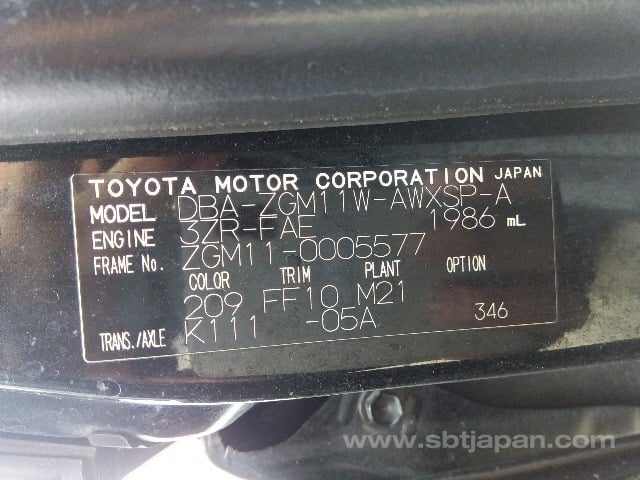 TOYOTA MOTOR CORPORATION JAPAN
MODEL DBA-ZGM11W-AWXSP-A
ENGINE 3ZR-FAE 1986 mL
FRAME No. ZGM11-0005577
COLOR TRIM PLANT OPTION
209 FF10 M21
TRANS./AXLE K111 -05A 346
www.sbtjapan.com